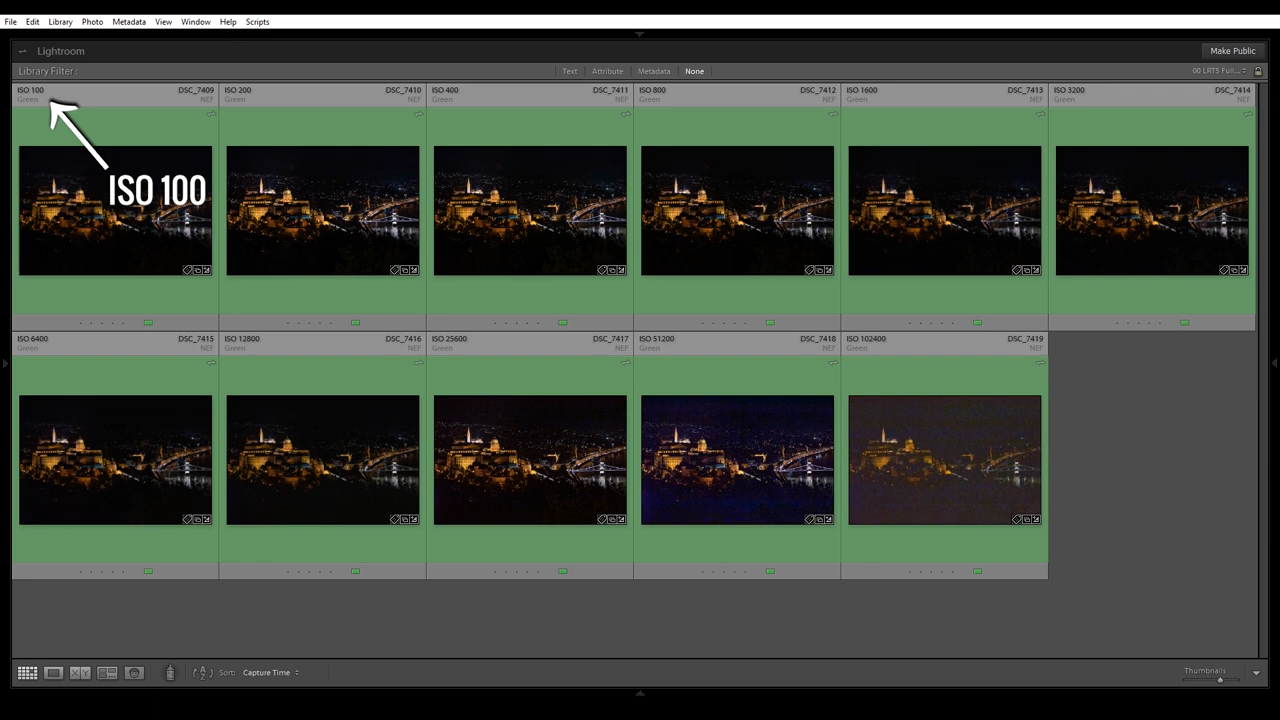 File Edit Library Photo Metadata View Window Help Scripts
Lightroom Make Public
Library Filter : Text Attribute Metadata None 00 LRT5 Full...
ISO 100 DSC_7409 ISO 200 DSC_7410 ISO 400 DSC_7411 ISO 800 DSC_7412 ISO 1600 DSC_7413 ISO 3200 DSC_7414
Green NEF Green NEF Green NEF Green NEF Green NEF Green NEF
ISO 100
ISO 6400 DSC_7415 ISO 12800 DSC_7416 ISO 25600 DSC_7417 ISO 51200 DSC_7418 ISO 102400 DSC_7419
Green NEF Green NEF Green NEF Green NEF Green NEF
Sort: Capture Time Thumbnails